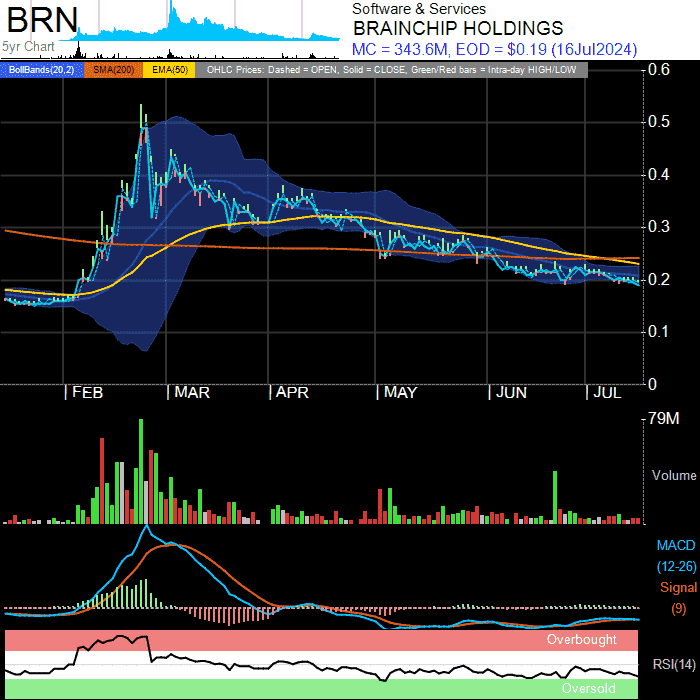 BRN
5yr Chart
Software & Services
BRAINCHIP HOLDINGS
MC = 343.6M, EOD = $0.19 (16Jul2024)
BollBands(20,2) SMA(200) EMA(50) OHLC Prices: Dashed = OPEN, Solid = CLOSE, Green/Red bars = Intra-day HIGH/LOW
0.6
0.5
0.4
0.3
0.2
0.1
0
FEB MAR APR MAY JUN JUL
79M
Volume
MACD
(12-26)
Signal
(9)
Overbought
RSI(14)
Oversold